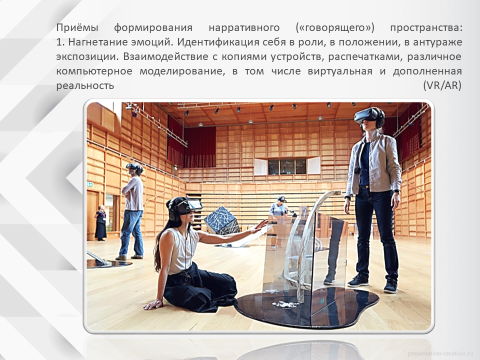 Приёмы формирования нарративного («говорящего») пространства:
1. Нагнетание эмоций. Идентификация себя в роли, в положении, в антураже
экспозиции. Взаимодействие с копиями устройств, распечатками, различное
компьютерное моделирование, в том числе виртуальная и дополненная
реальность (VR/AR)